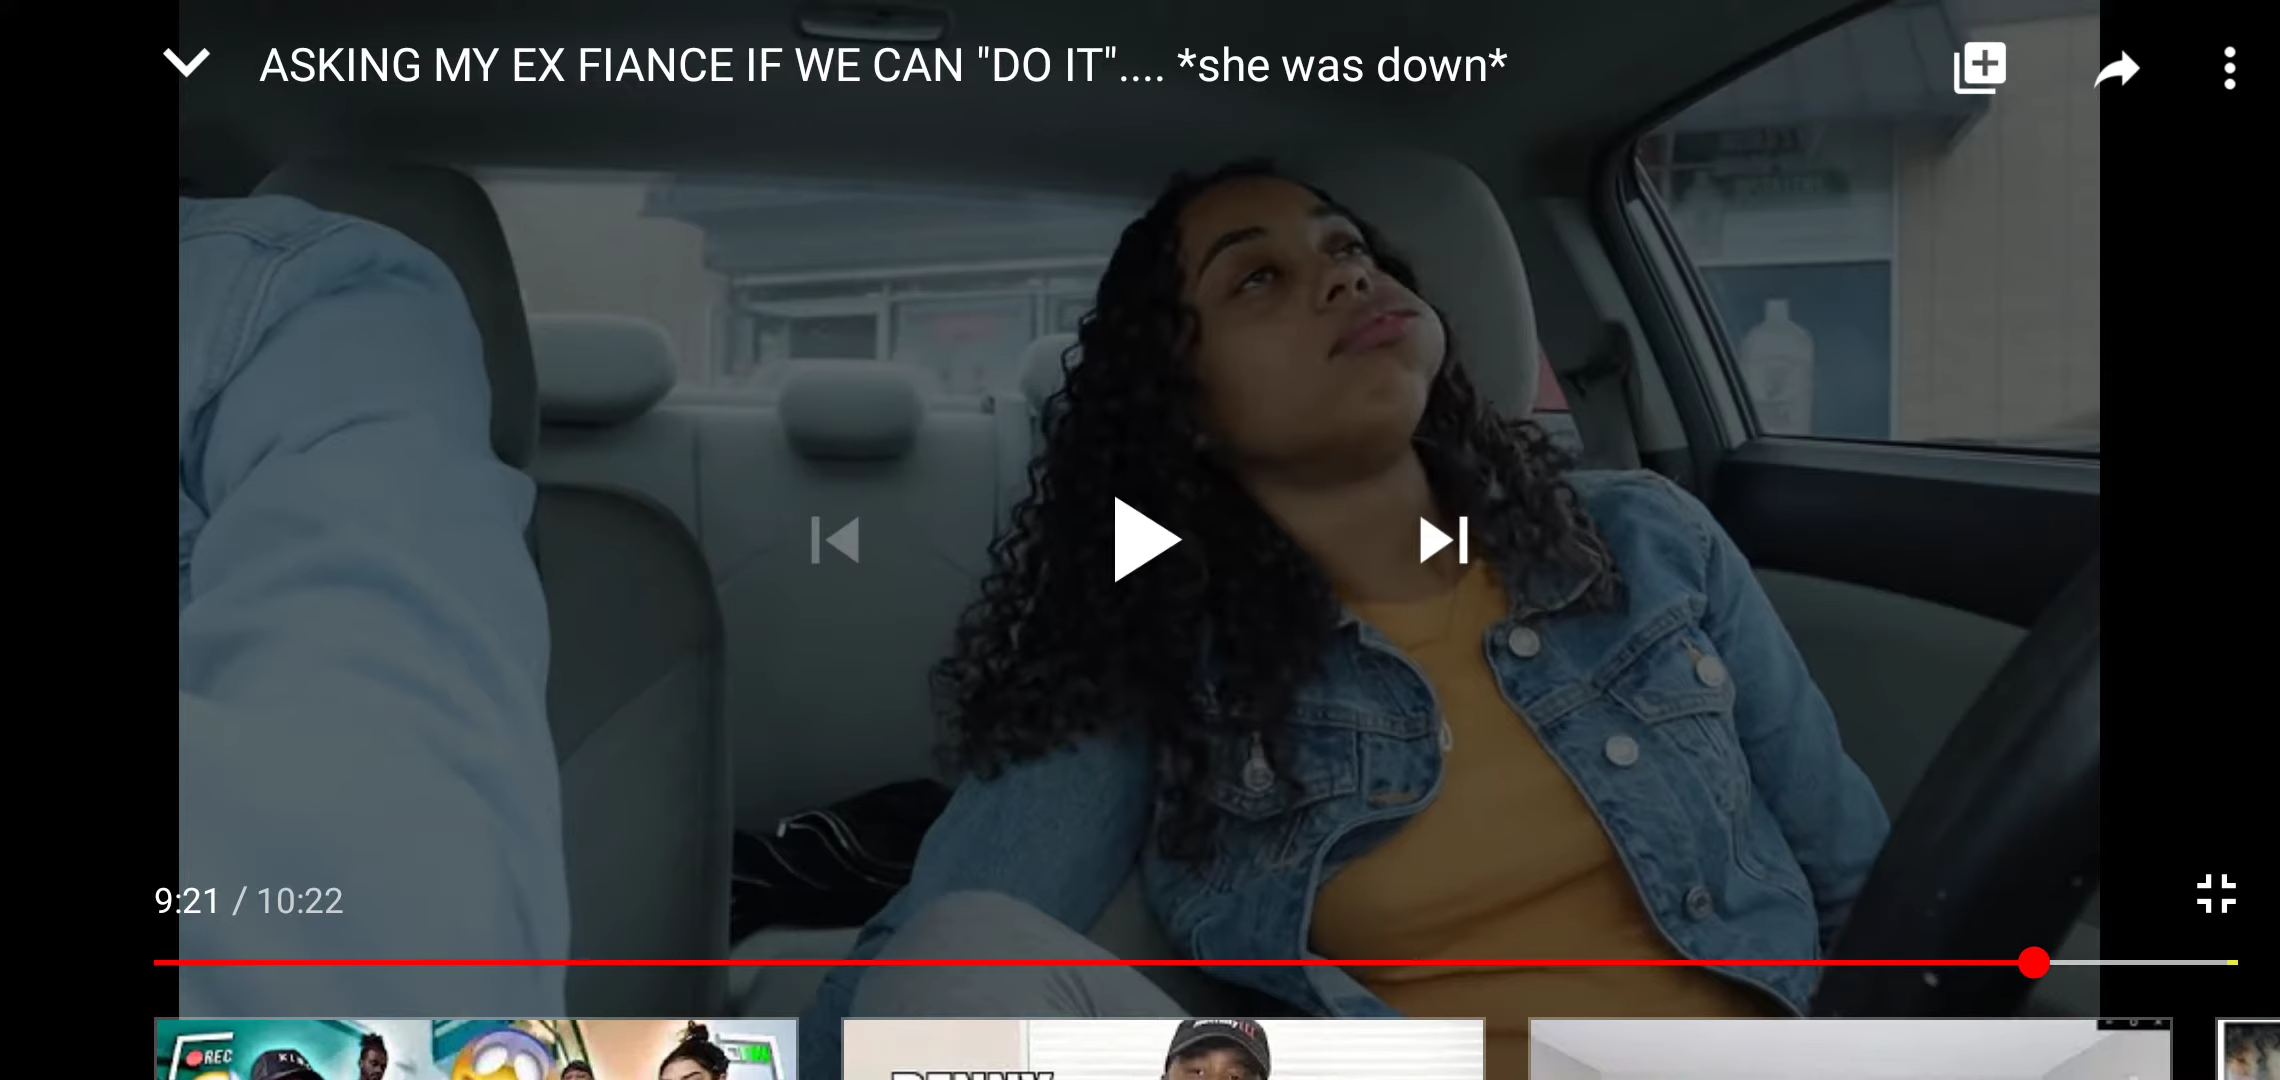 ASKING MY EX FIANCE IF WE CAN "DO IT".... *she was down*
9:21 / 10:22
REC